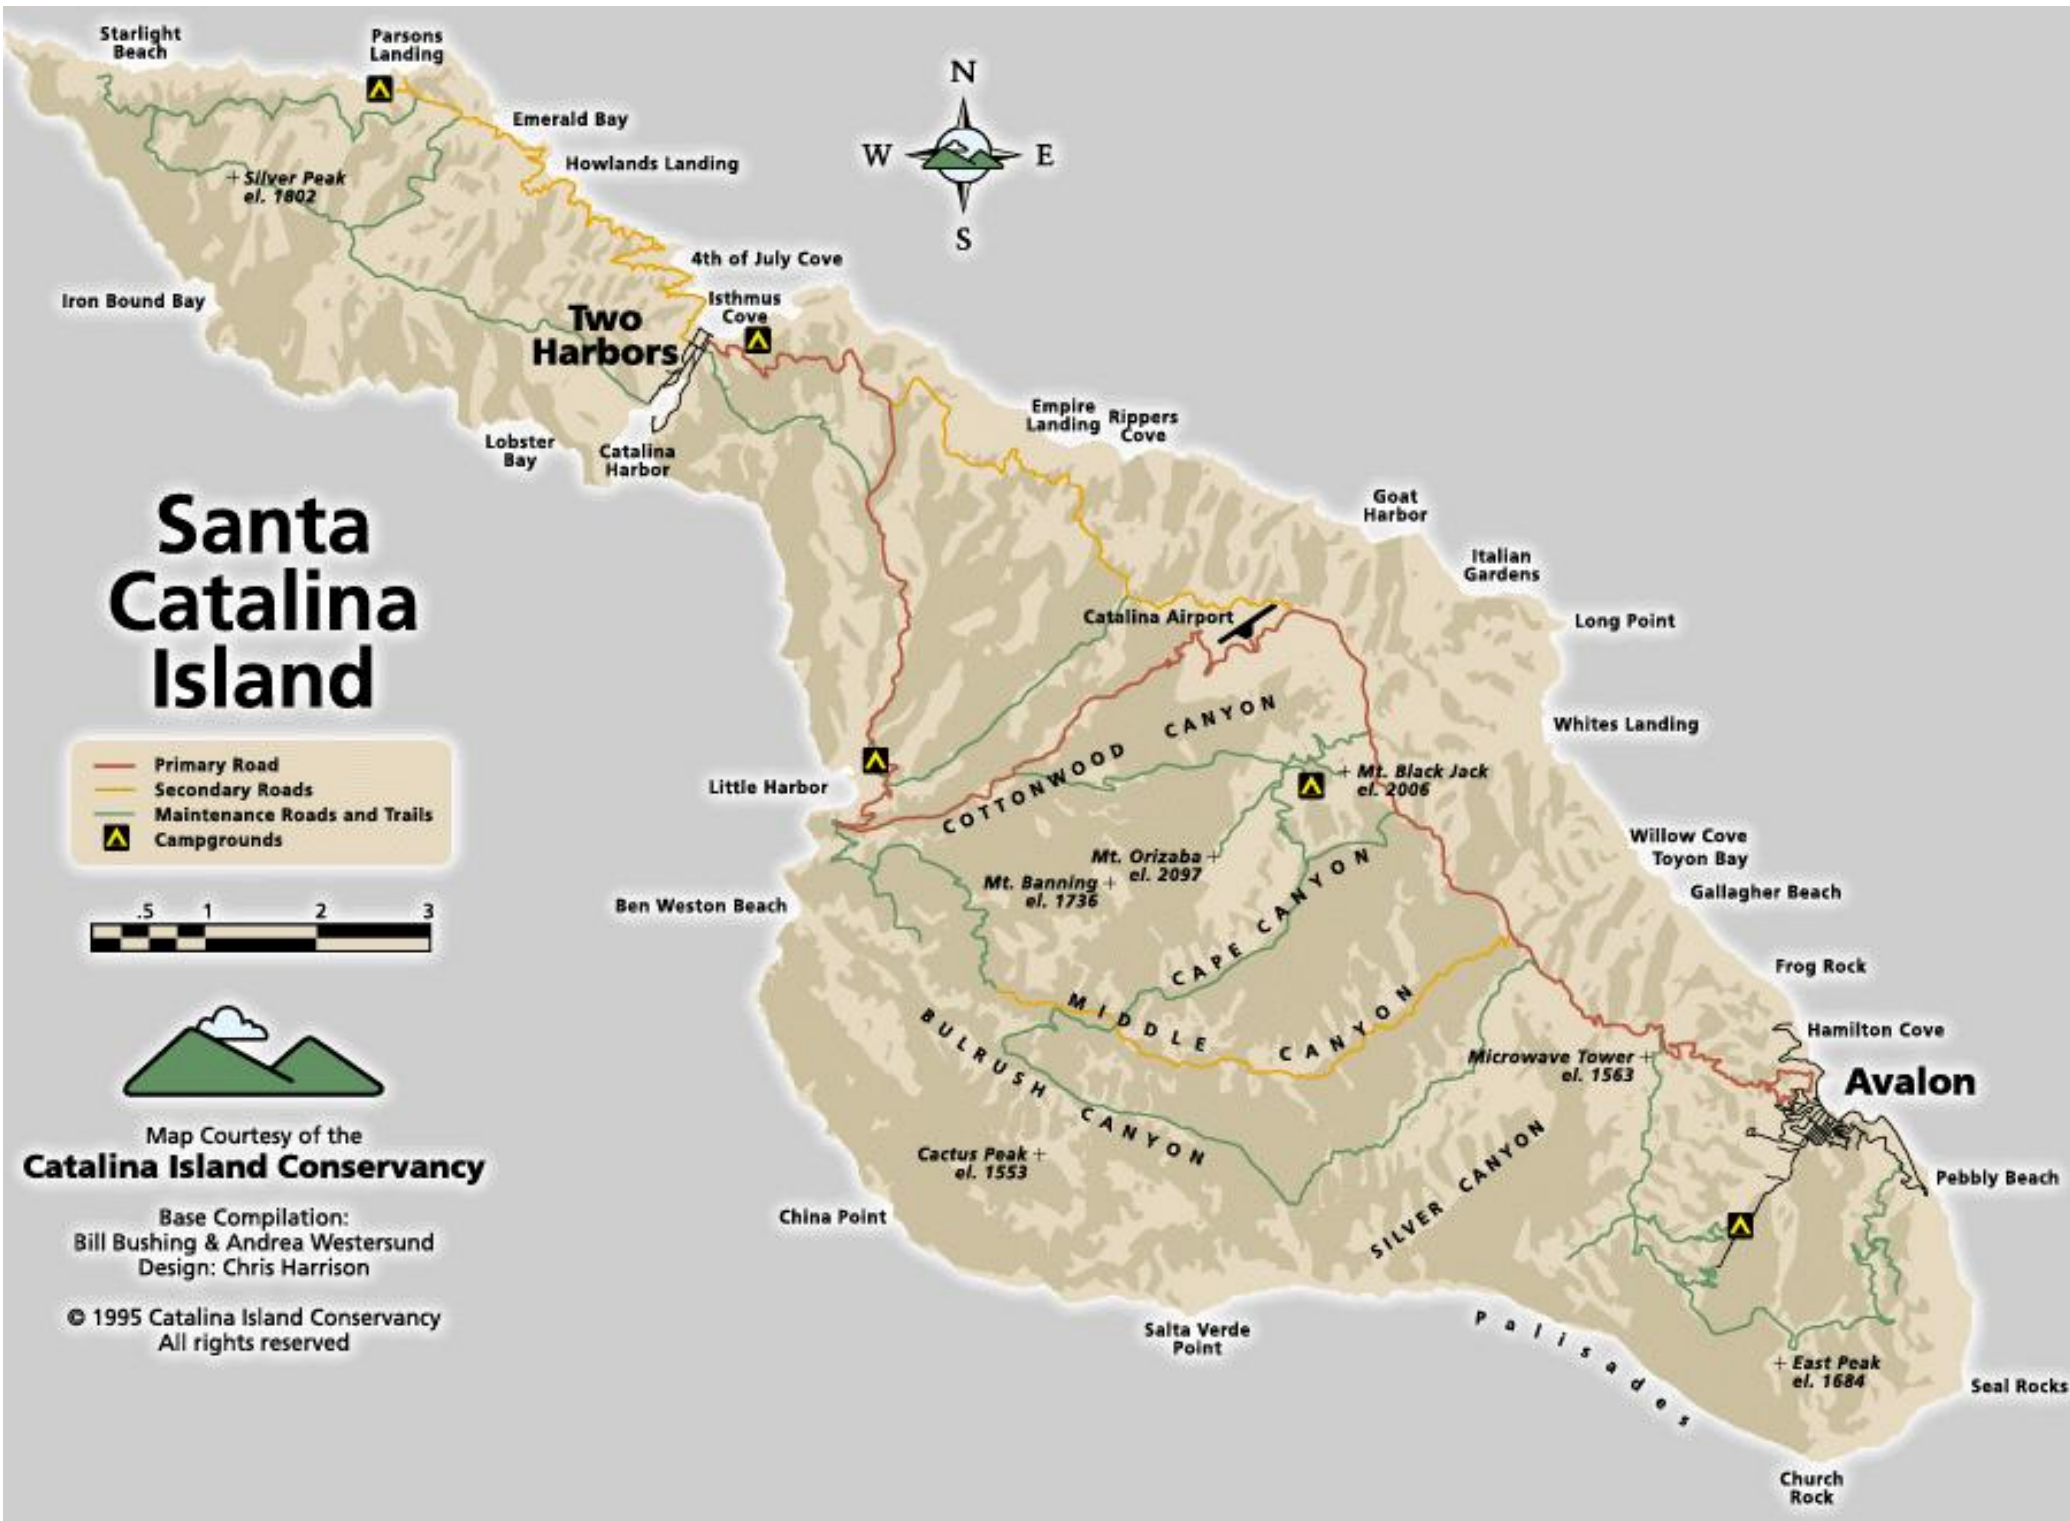 Starlight
Beach
Parsons
Landing
Emerald Bay
Howlands Landing
N
W
E
S
Silver Peak
el. 1802
4th of July Cove
Isthmus
Cove
Iron Bound Bay
Two
Harbors
Empire
Landing
Rippers
Cove
Lobster
Bay
Catalina
Harbor
Goat
Harbor
Santa
Catalina
Island
Italian
Gardens
Catalina Airport
Long Point
COTTONWOOD CANYON
Whites Landing
Primary Road
Secondary Roads
Maintenance Roads and Trails
Campgrounds
Little Harbor
Mt. Black Jack
el. 2006
Willow Cove
Toyon Bay
Mt. Orizaba
el. 2097
Mt. Banning
el. 1736
Gallagher Beach
Ben Weston Beach
.5 1 2 3
CAPE CANYON
Frog Rock
MIDDLE CANYON
BULRUSH CANYON
Hamilton Cove
Microwave Tower
el. 1563
Avalon
Map Courtesy of the
Catalina Island Conservancy
Cactus Peak
el. 1553
SILVER CANYON
Pebbly Beach
Base Compilation:
Bill Bushing & Andrea Westersund
Design: Chris Harrison
China Point
© 1995 Catalina Island Conservancy
All rights reserved
Salta Verde
Point
Palisades
East Peak
el. 1684
Seal Rocks
Church
Rock